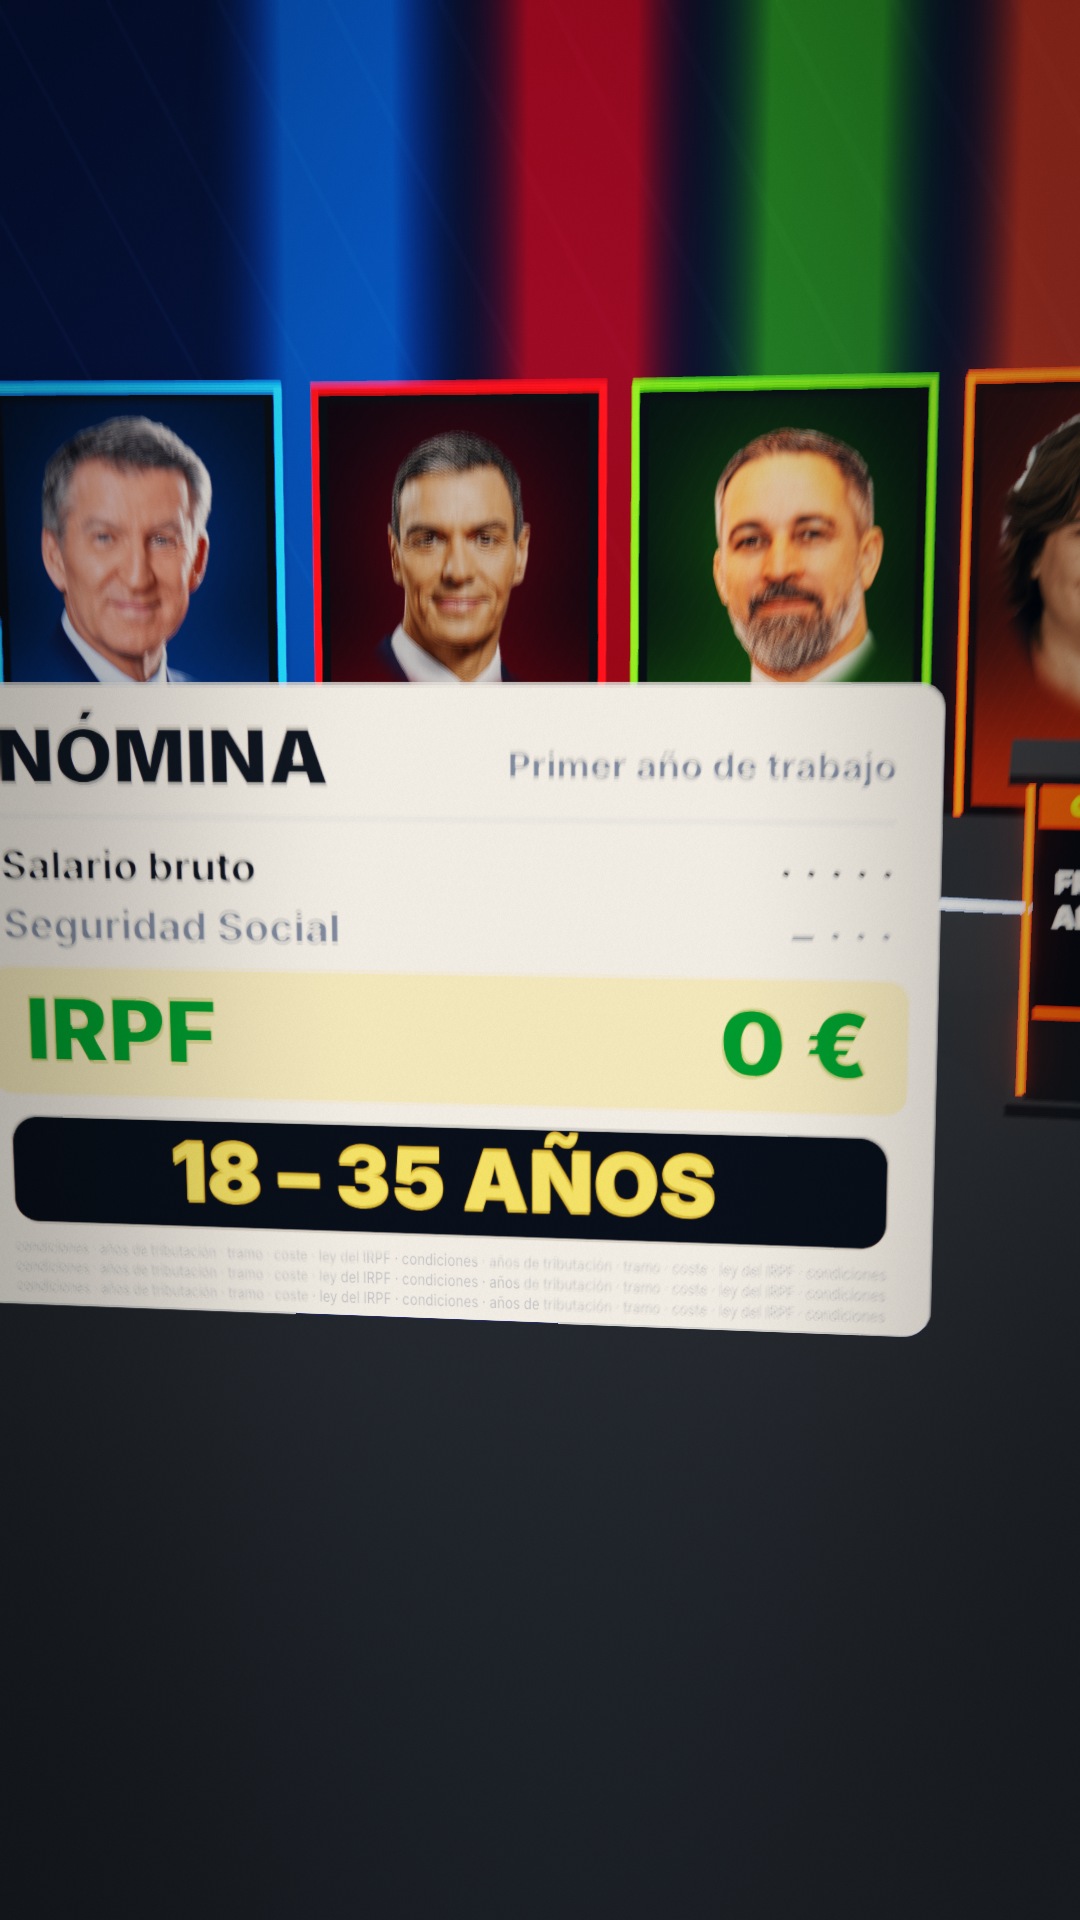 NÓMINA
Primer año de trabajo
Salario bruto
Seguridad Social
IRPF
0 €
18 – 35 AÑOS
condiciones · años de tributación · tramo · coste · ley del IRPF · condiciones · años de tributación · tramo · coste · ley del IRPF · condiciones
condiciones · años de tributación · tramo · coste · ley del IRPF · condiciones · años de tributación · tramo · coste · ley del IRPF · condiciones
condiciones · años de tributación · tramo · coste · ley del IRPF · condiciones · años de tributación · tramo · coste · ley del IRPF · condiciones